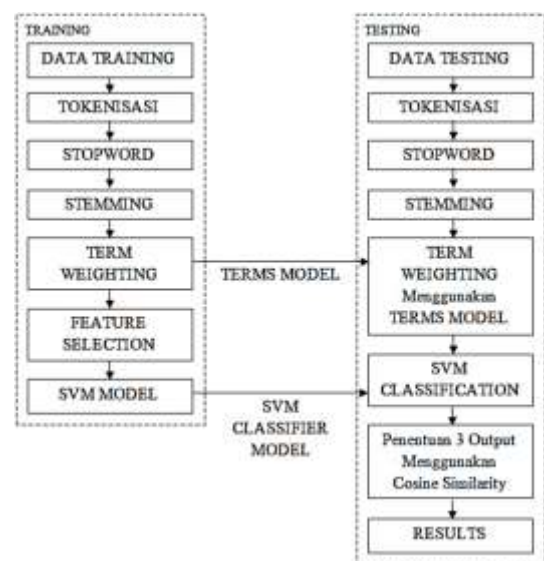 TRAINING
DATA TRAINING
TOKENISASI
STOPWORD
STEMMING
TERM
WEIGHTING
FEATURE
SELECTION
SVM MODEL
TERMS MODEL
SVM
CLASSIFIER
MODEL
TESTING
DATA TESTING
TOKENISASI
STOPWORD
STEMMING
TERM
WEIGHTING
Menggunakan
TERMS MODEL
SVM
CLASSIFICATION
Penentuan 3 Output
Menggunakan
Cosine Similarity
RESULTS